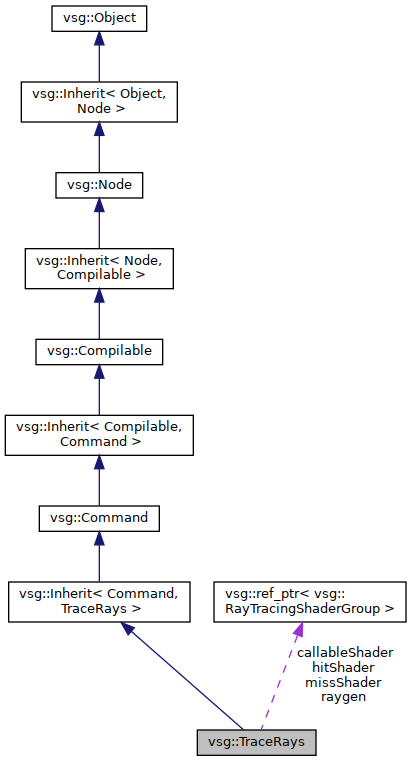 vsg::Object
vsg::Inherit< Object,
Node >
vsg::Node
vsg::Inherit< Node,
Compilable >
vsg::Compilable
vsg::Inherit< Compilable,
Command >
vsg::Command
vsg::Inherit< Command,
TraceRays >
vsg::ref_ptr< vsg::
RayTracingShaderGroup >
callableShader
hitShader
missShader
raygen
vsg::TraceRays